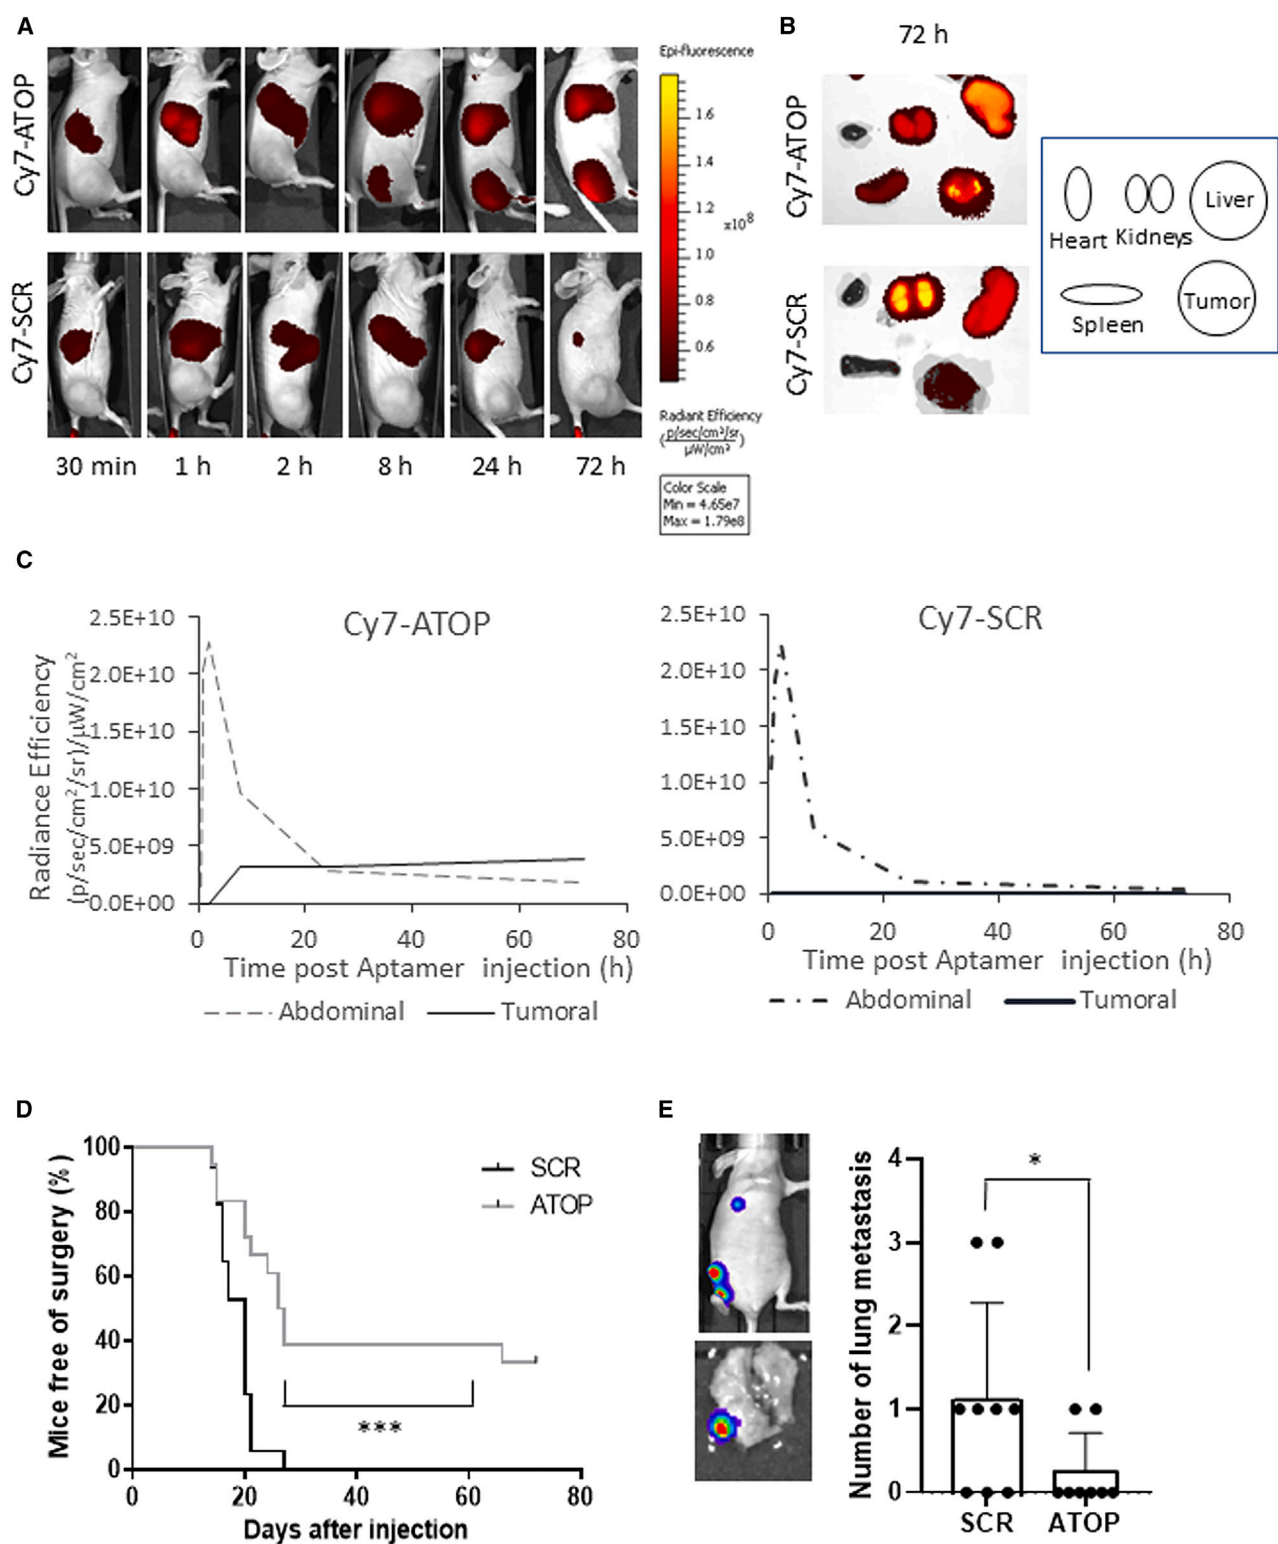 A
Cy7-ATOP
Cy7-SCR
30 min
1 h
2 h
8 h
24 h
72 h
Epi-fluorescence
1.6
1.4
1.2
x10⁸
1.0
0.8
0.6
Radiant Efficiency
(p/sec/cm²/sr / µW/cm²)
Color Scale
Min = 4.65e7
Max = 1.79e8
B
72 h
Cy7-ATOP
Cy7-SCR
Heart
Kidneys
Liver
Spleen
Tumor
C
Cy7-ATOP
Radiance Efficiency
(p/sec/cm²/sr)/µW/cm²
2.5E+10
2.0E+10
1.5E+10
1.0E+10
5.0E+09
0.0E+00
0 20 40 60 80
Time post Aptamer injection (h)
Abdominal Tumoral
Cy7-SCR
2.5E+10
2.0E+10
1.5E+10
1.0E+10
5.0E+09
0.0E+00
0 20 40 60 80
Time post Aptamer injection (h)
Abdominal Tumoral
D
Mice free of surgery (%)
100
80
60
40
20
0
SCR
ATOP
***
0 20 40 60 80
Days after injection
E
Number of lung metastasis
4
3
2
1
0
*
SCR ATOP